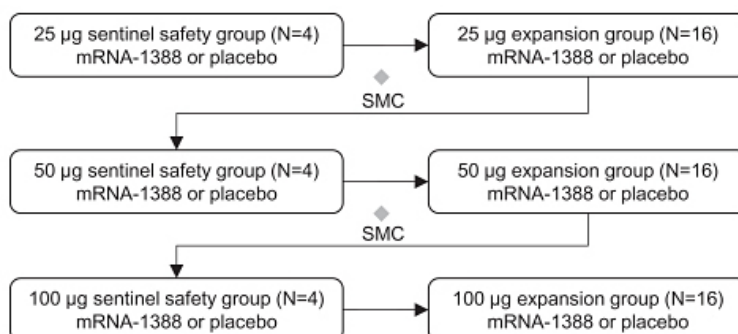 25 µg sentinel safety group (N=4)
mRNA-1388 or placebo
25 µg expansion group (N=16)
mRNA-1388 or placebo
SMC
50 µg sentinel safety group (N=4)
mRNA-1388 or placebo
50 µg expansion group (N=16)
mRNA-1388 or placebo
SMC
100 µg sentinel safety group (N=4)
mRNA-1388 or placebo
100 µg expansion group (N=16)
mRNA-1388 or placebo